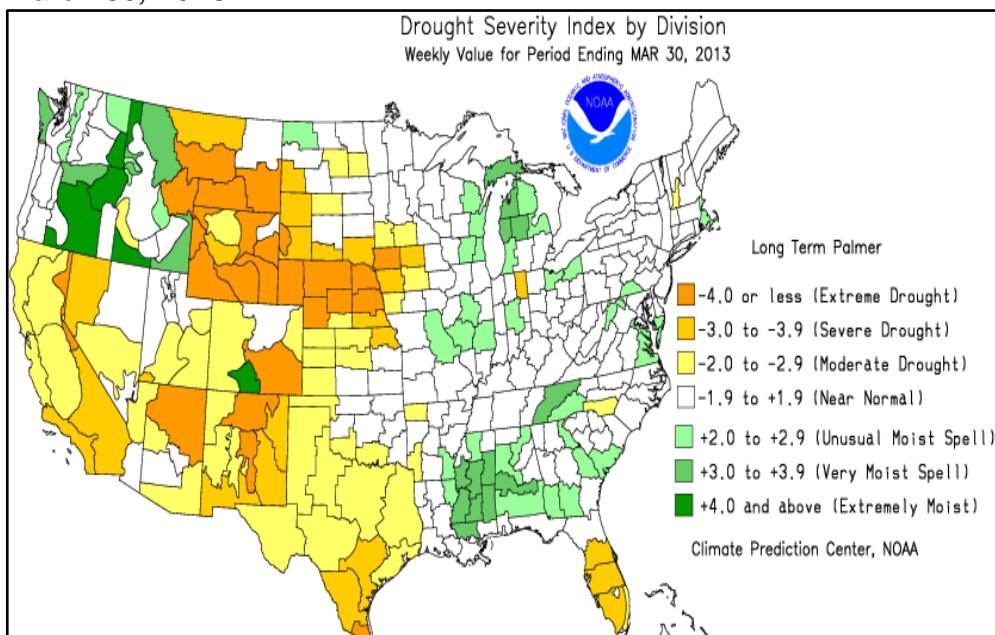 Drought Severity Index by Division
Weekly Value for Period Ending MAR 30, 2013
NOAA
Long Term Palmer
-4.0 or less (Extreme Drought)
-3.0 to -3.9 (Severe Drought)
-2.0 to -2.9 (Moderate Drought)
-1.9 to +1.9 (Near Normal)
+2.0 to +2.9 (Unusual Moist Spell)
+3.0 to +3.9 (Very Moist Spell)
+4.0 and above (Extremely Moist)
Climate Prediction Center, NOAA